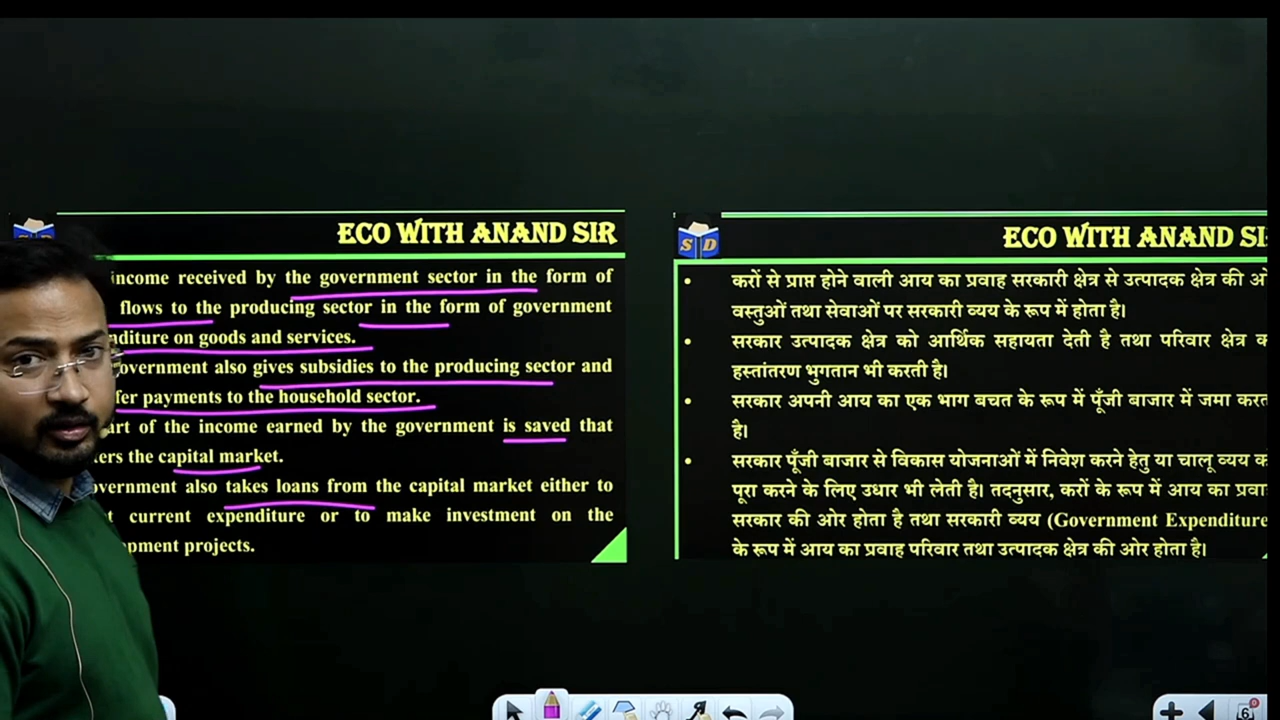 ECO WITH ANAND SIR
income received by the government sector in the form of
flows to the producing sector in the form of government
nditure on goods and services.
overnment also gives subsidies to the producing sector and
fer payments to the household sector.
art of the income earned by the government is saved that
ers the capital market.
vernment also takes loans from the capital market either to
t current expenditure or to make investment on the
opment projects.
S D
ECO WITH ANAND SI
करों से प्राप्त होने वाली आय का प्रवाह सरकारी क्षेत्र से उत्पादक क्षेत्र की ओ
वस्तुओं तथा सेवाओं पर सरकारी व्यय के रूप में होता है।
सरकार उत्पादक क्षेत्र को आर्थिक सहायता देती है तथा परिवार क्षेत्र क
हस्तांतरण भुगतान भी करती है।
सरकार अपनी आय का एक भाग बचत के रूप में पूँजी बाजार में जमा करत
है।
सरकार पूँजी बाजार से विकास योजनाओं में निवेश करने हेतु या चालू व्यय क
पूरा करने के लिए उधार भी लेती है। तदनुसार, करों के रूप में आय का प्रवा
सरकार की ओर होता है तथा सरकारी व्यय (Government Expenditure
के रूप में आय का प्रवाह परिवार तथा उत्पादक क्षेत्र की ओर होता है।
6